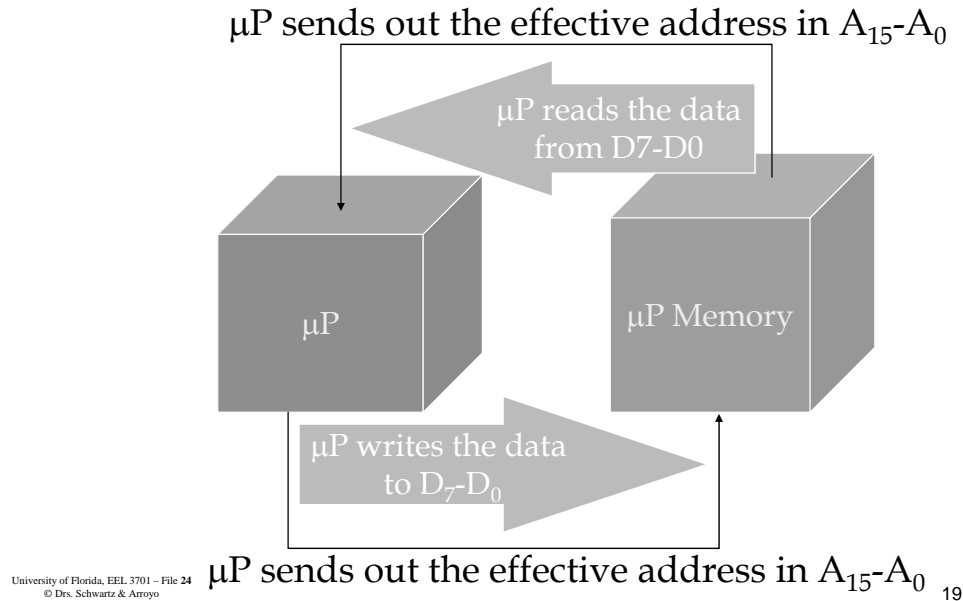 μP sends out the effective address in A₁₅-A₀
μP reads the data
from D7-D0
μP
μP Memory
μP writes the data
to D₇-D₀
μP sends out the effective address in A₁₅-A₀
University of Florida, EEL 3701 – File 24
© Drs. Schwartz & Arroyo
19